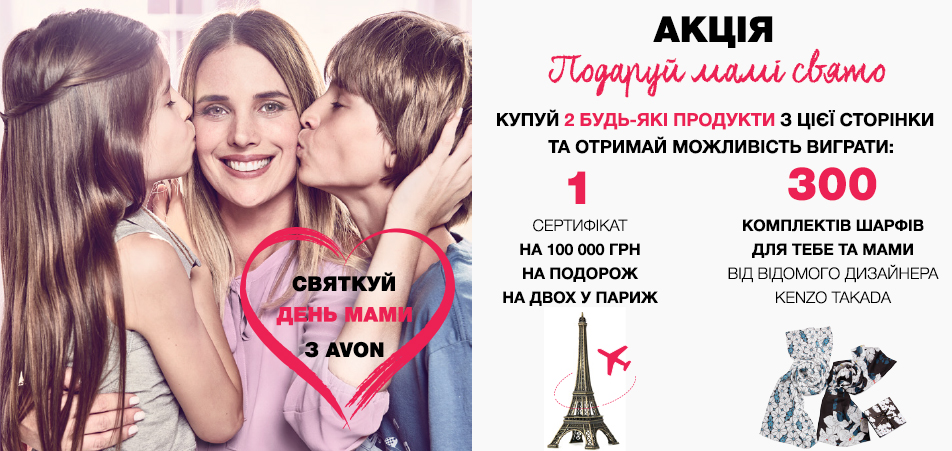 АКЦІЯ
Подаруй мамі свято
КУПУЙ 2 БУДЬ-ЯКІ ПРОДУКТИ З ЦІЄЇ СТОРІНКИ
ТА ОТРИМАЙ МОЖЛИВІСТЬ ВИГРАТИ:
1
СЕРТИФІКАТ
НА 100 000 ГРН
НА ПОДОРОЖ
НА ДВОХ У ПАРИЖ
300
КОМПЛЕКТІВ ШАРФІВ
ДЛЯ ТЕБЕ ТА МАМИ
ВІД ВІДОМОГО ДИЗАЙНЕРА
KENZO TAKADA
СВЯТКУЙ
ДЕНЬ МАМИ
З AVON